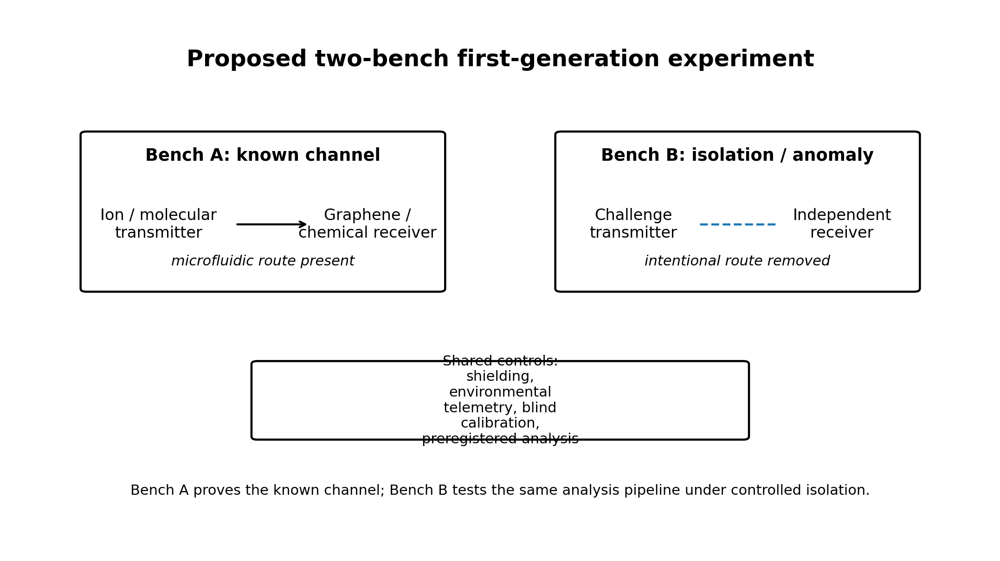 Proposed two-bench first-generation experiment
Bench A: known channel
Ion / molecular
transmitter
Graphene /
chemical receiver
microfluidic route present
Bench B: isolation / anomaly
Challenge
transmitter
Independent
receiver
intentional route removed
Shared controls:
shielding,
environmental
telemetry, blind
calibration,
preregistered analysis
Bench A proves the known channel; Bench B tests the same analysis pipeline under controlled isolation.